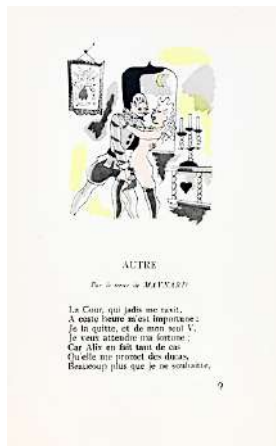 AUTRE
Par le sieur de MAYNARD
La Cour, qui jadis me ravit,
A ceste heure m'est importune ;
Je la quitte, et de mon seul V.
Je veux attendre ma fortune ;
Car Alix en fait tant de cas
Qu'elle me promet des ducas,
Beaucoup plus que je ne souhaitte,
9